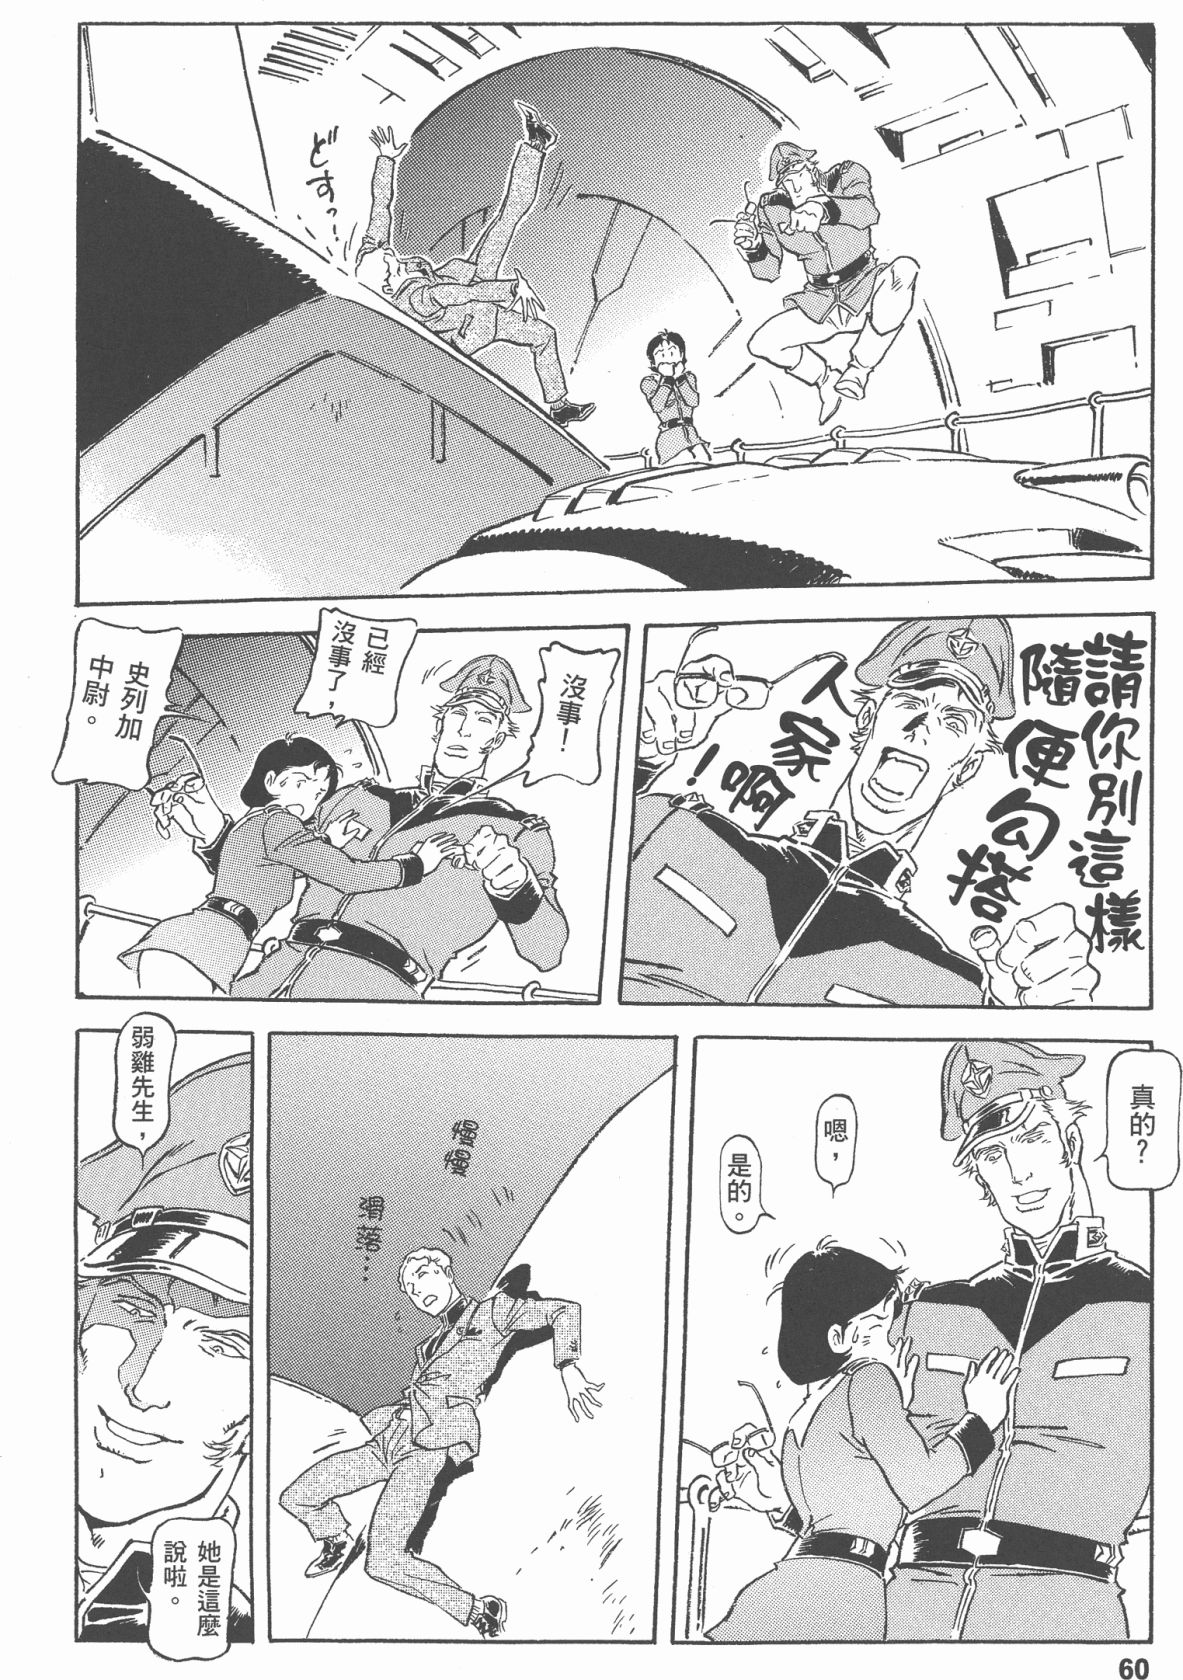 どすっ…
請你別這樣
隨便勾搭
人家啊！
沒事！
已經
沒事了，
史列加
中尉。
真的？
嗯，
是的。
慢慢
滑落…
弱雞先生，
她是這麼
說啦。
60